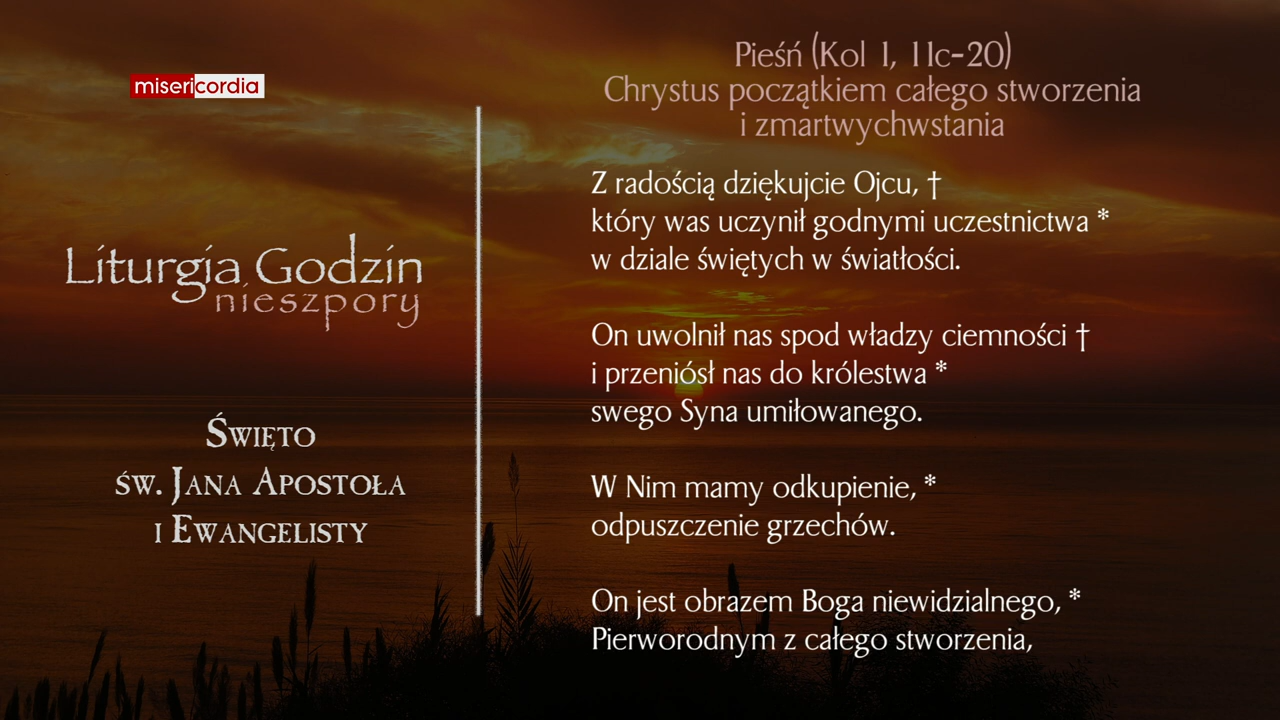 misericordia
Liturgia Godzin
nieszpory
Święto
św. Jana Apostoła
i Ewangelisty
Pieśń (Kol 1, 11c-20)
Chrystus początkiem całego stworzenia
i zmartwychwstania
Z radością dziękujcie Ojcu, †
który was uczynił godnymi uczestnictwa *
w dziale świętych w światłości.
On uwolnił nas spod władzy ciemności †
i przeniósł nas do królestwa *
swego Syna umiłowanego.
W Nim mamy odkupienie, *
odpuszczenie grzechów.
On jest obrazem Boga niewidzialnego, *
Pierworodnym z całego stworzenia,